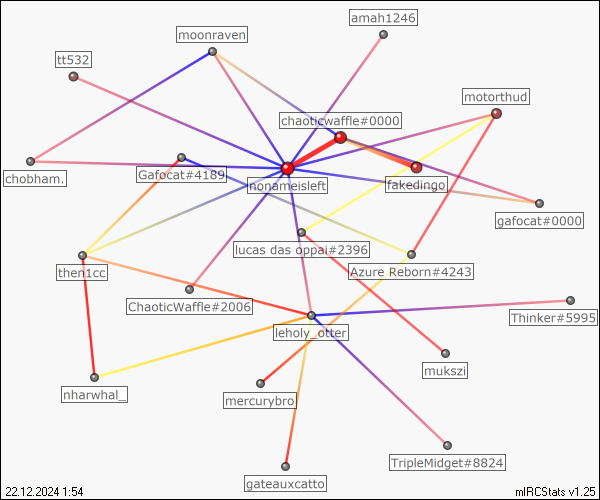 amah1246
moonraven
tt532
motorthud
chaoticwaffle#0000
chobham.
Gafocat#4189
nonameisleft
fakedingo
gafocat#0000
lucas das oppai#2396
then1cc
Azure Reborn#4243
ChaoticWaffle#2006
Thinker#5995
leholy_otter
mukszi
nharwhal_
mercurybro
TripleMidget#8824
gateauxcatto
22.12.2024 1:54
mIRCStats v1.25